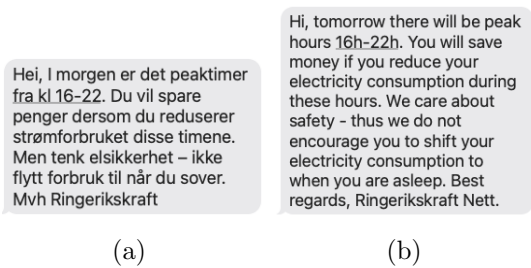 Hei, I morgen er det peaktimer
fra kl 16-22. Du vil spare
penger dersom du reduserer
strømforbruket disse timene.
Men tenk elsikkerhet – ikke
flytt forbruk til når du sover.
Mvh Ringerikskraft
(a)
Hi, tomorrow there will be peak
hours 16h-22h. You will save
money if you reduce your
electricity consumption during
these hours. We care about
safety - thus we do not
encourage you to shift your
electricity consumption to
when you are asleep. Best
regards, Ringerikskraft Nett.
(b)